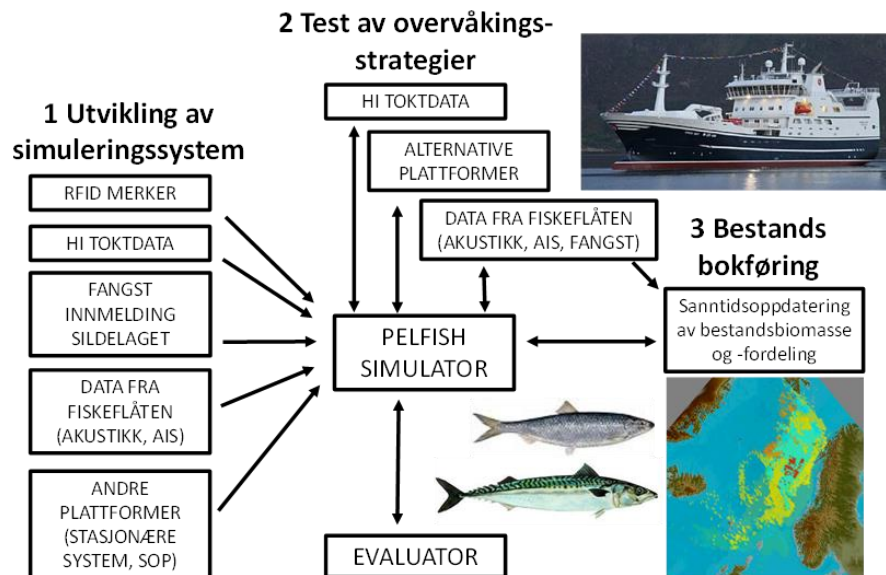 2 Test av overvåkings-
strategier
HI TOKTDATA
ALTERNATIVE
PLATTFORMER
DATA FRA FISKEFLÅTEN
(AKUSTIKK, AIS, FANGST)
1 Utvikling av
simuleringssystem
RFID MERKER
HI TOKTDATA
FANGST
INNMELDING
SILDELAGET
DATA FRA
FISKEFLÅTEN
(AKUSTIKK, AIS)
ANDRE
PLATTFORMER
(STASJONÆRE
SYSTEM, SOP)
PELFISH
SIMULATOR
EVALUATOR
3 Bestands
bokføring
Sanntidsoppdatering
av bestandsbiomasse
og -fordeling